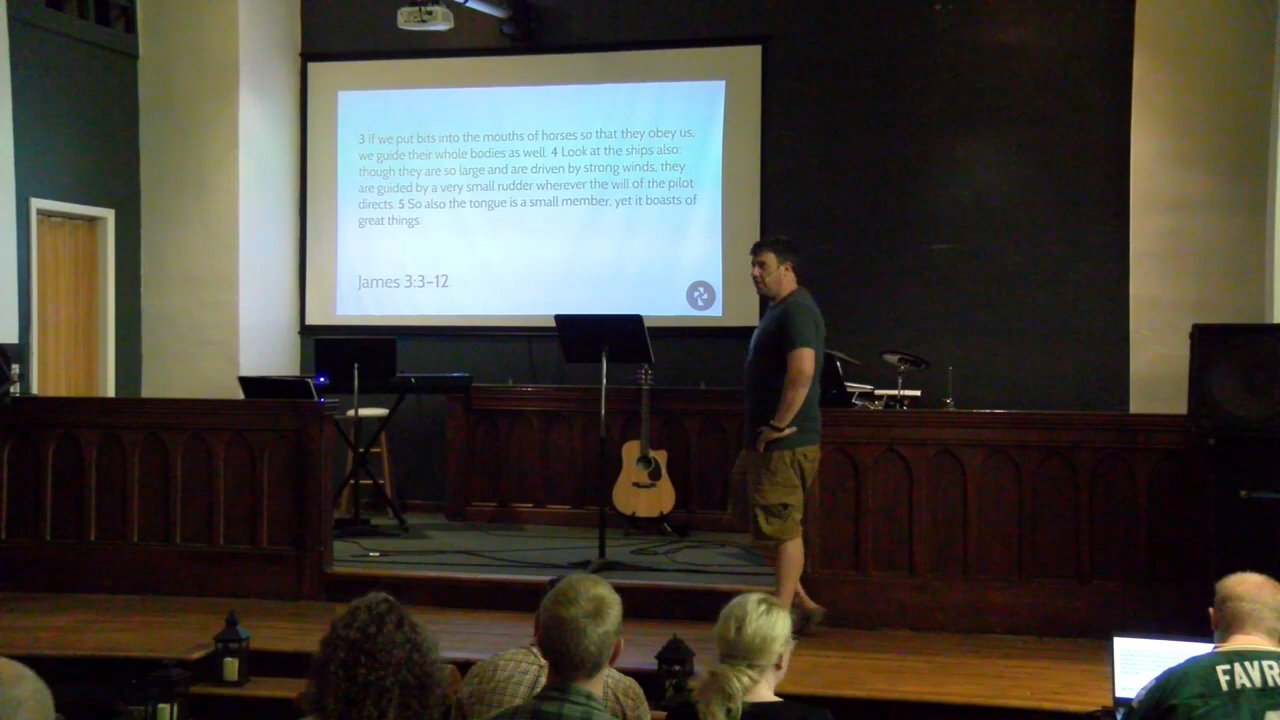 3 If we put bits into the mouths of horses so that they obey us,
we guide their whole bodies as well. 4 Look at the ships also:
though they are so large and are driven by strong winds, they
are guided by a very small rudder wherever the will of the pilot
directs. 5 So also the tongue is a small member, yet it boasts of
great things.
James 3:3–12
FAVR